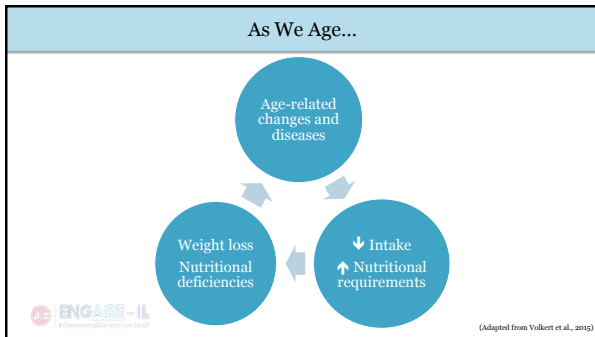 As We Age...
Age-related
changes and
diseases
🡻 Intake
🡹 Nutritional
requirements
Weight loss
Nutritional
deficiencies
ENGAGE - IL
(Adapted from Volkert et al., 2015)